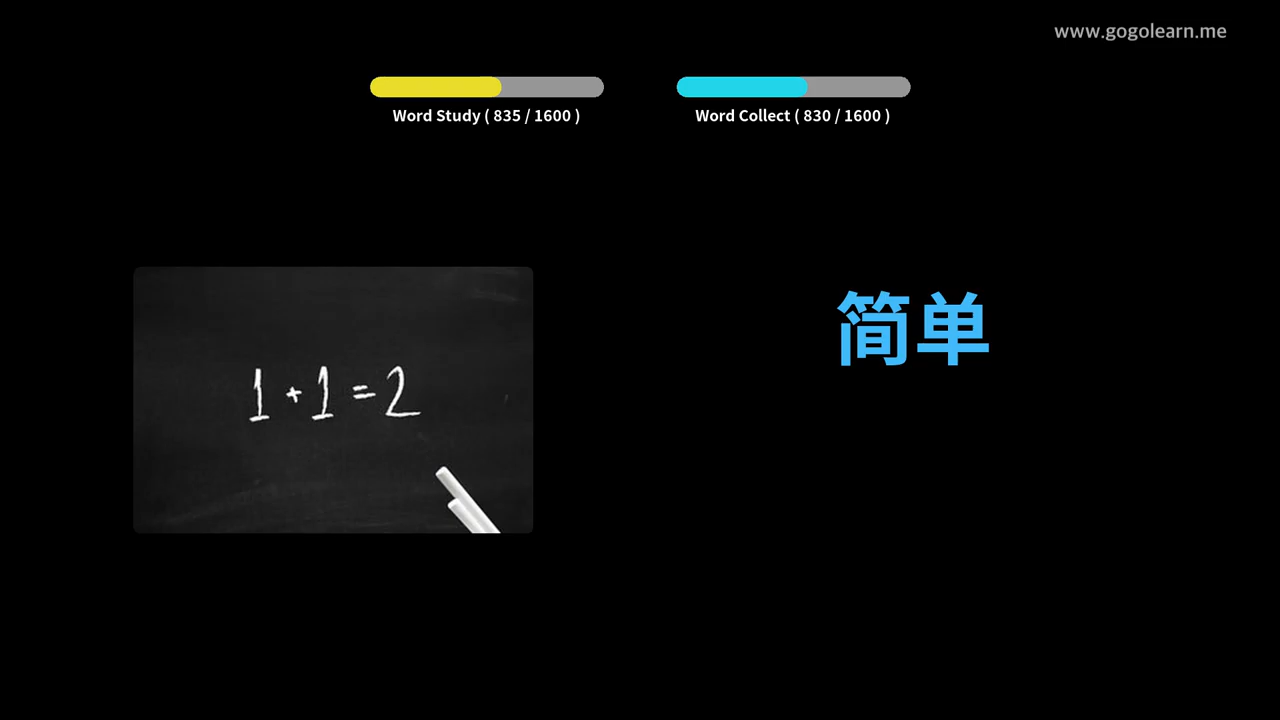 www.gogolearn.me
Word Study ( 835 / 1600 )
Word Collect ( 830 / 1600 )
简单
1 + 1 = 2